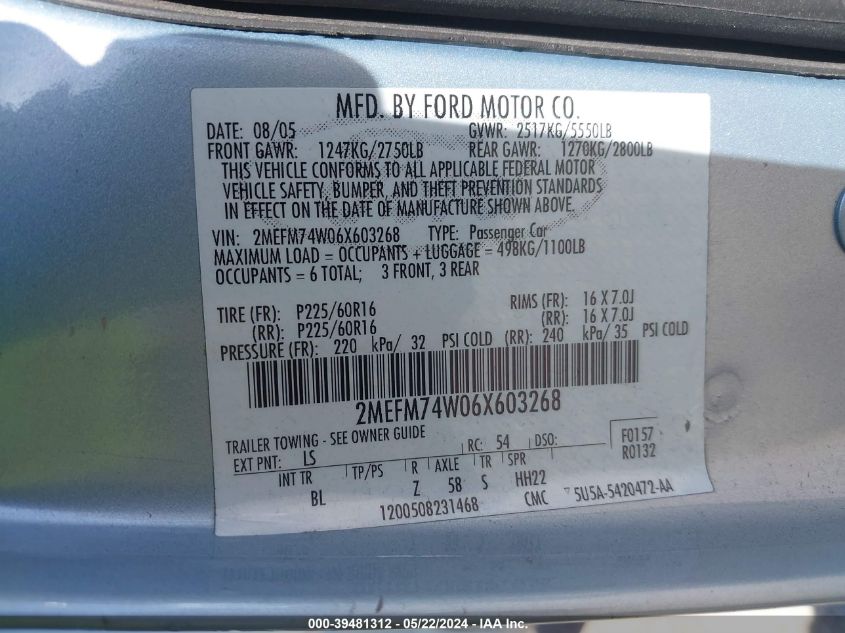 MFD. BY FORD MOTOR CO.
DATE: 08/05 GVWR: 2517KG/5550LB
FRONT GAWR: 1247KG/2750LB REAR GAWR: 1270KG/2800LB
THIS VEHICLE CONFORMS TO ALL APPLICABLE FEDERAL MOTOR
VEHICLE SAFETY, BUMPER, AND THEFT PREVENTION STANDARDS
IN EFFECT ON THE DATE OF MANUFACTURE SHOWN ABOVE.
VIN: 2MEFM74W06X603268 TYPE: Passenger Car
MAXIMUM LOAD = OCCUPANTS + LUGGAGE = 498KG/1100LB
OCCUPANTS = 6 TOTAL; 3 FRONT, 3 REAR
TIRE (FR): P225/60R16 RIMS (FR): 16 X 7.0J
(RR): P225/60R16 (RR): 16 X 7.0J
PRESSURE (FR): 220 kPa/ 32 PSI COLD (RR): 240 kPa/ 35 PSI COLD
2MEFM74W06X603268
TRAILER TOWING - SEE OWNER GUIDE
EXT PNT: LS RC: 54 DSO: F0157
R0132
INT TR TP/PS R AXLE TR SPR
BL Z 58 S HH22
1200508231468 CMC 5U5A-5420472-AA
000-39481312 - 05/22/2024 - IAAI.com